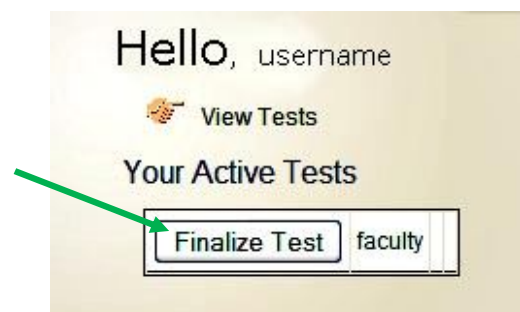 Hello, username
View Tests
Your Active Tests
Finalize Test faculty